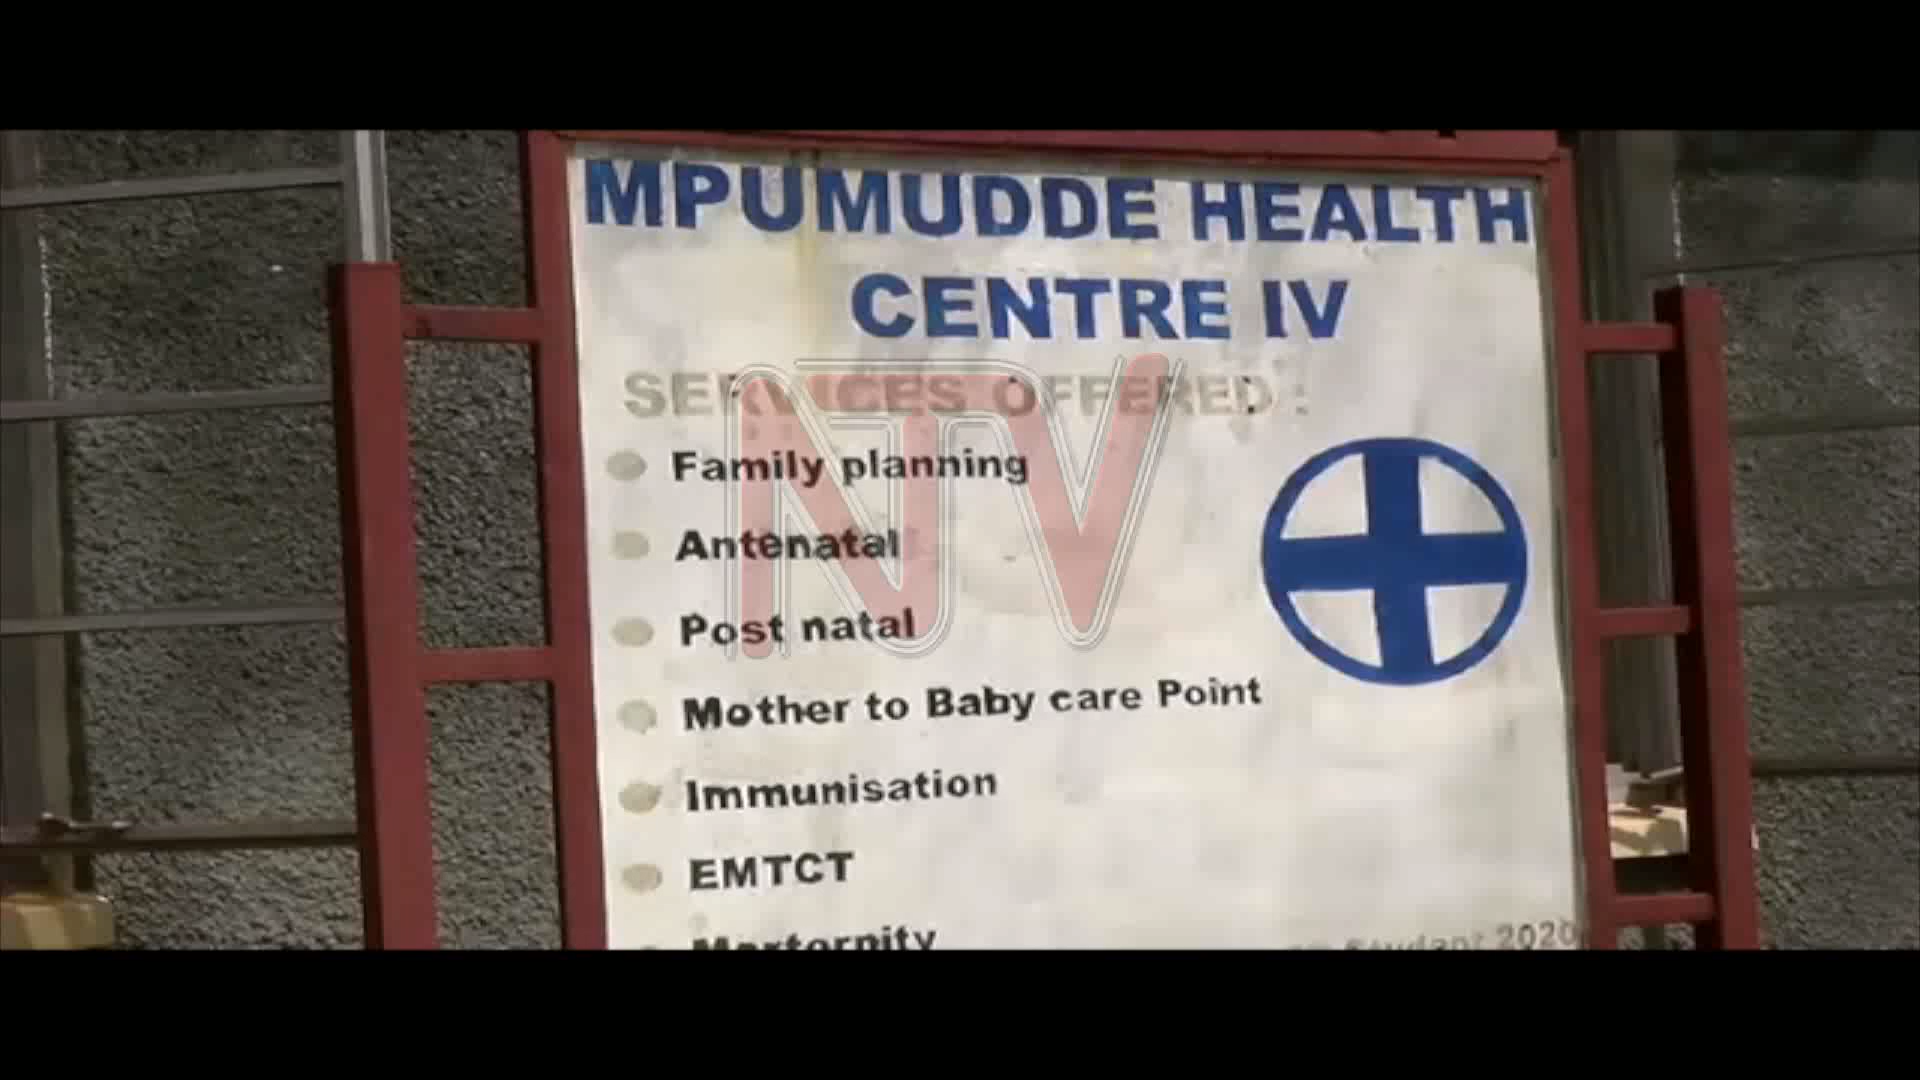 MPUMUDDE HEALTH
CENTRE IV
SERVICES OFFERED :
NTV
Family planning
Antenatal
Post natal
Mother to Baby care Point
Immunisation
EMTCT
2020